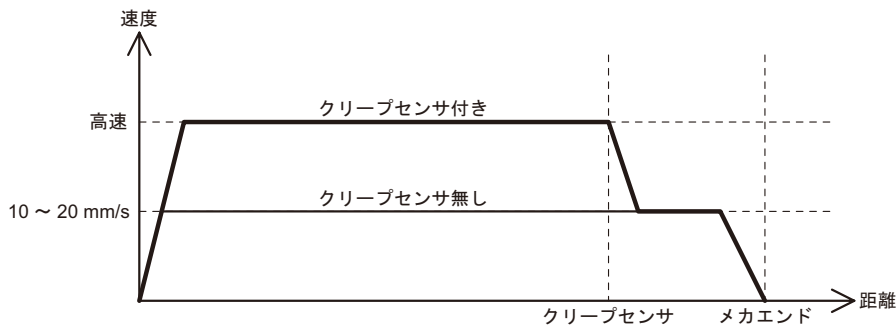 速度
クリープセンサ付き
高速
クリープセンサ無し
10 ～ 20 mm/s
距離
クリープセンサ
メカエンド